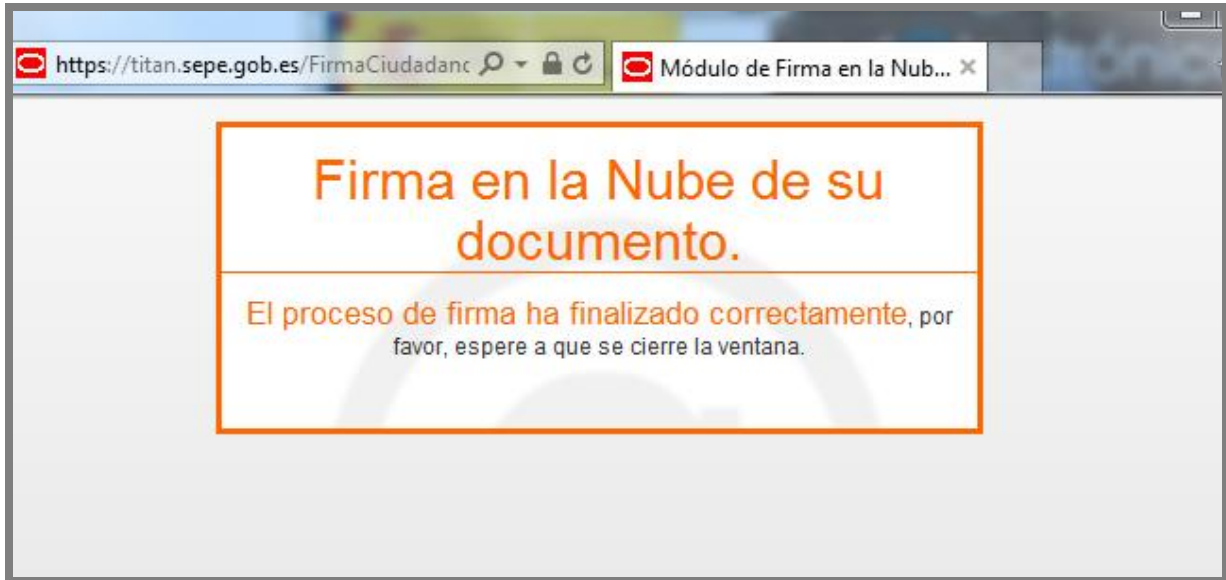 https://titan.sepe.gob.es/FirmaCiudadanc
Módulo de Firma en la Nub...
Firma en la Nube de su
documento.
El proceso de firma ha finalizado correctamente, por
favor, espere a que se cierre la ventana.